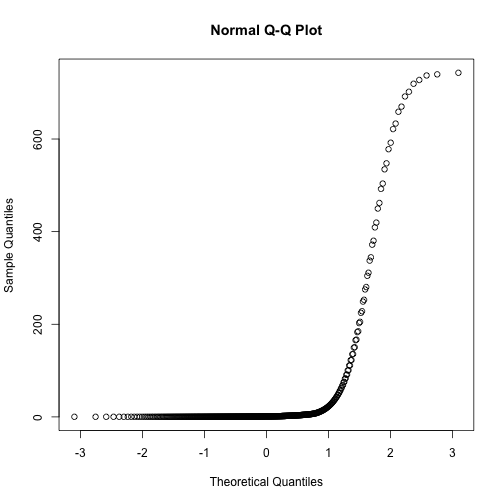 Normal Q-Q Plot
600
400
200
0
Sample Quantiles
-3 -2 -1 0 1 2 3
Theoretical Quantiles